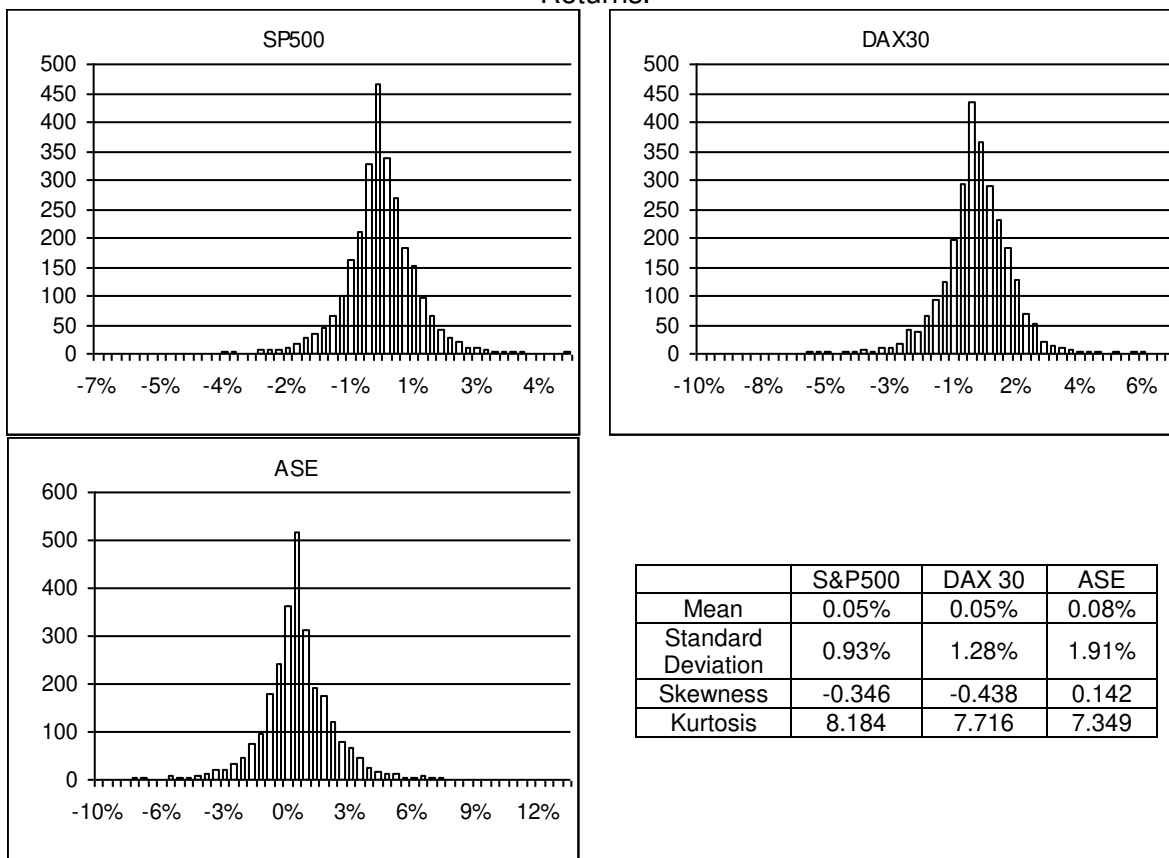 Returns.
SP500
500
450
400
350
300
250
200
150
100
50
0
-7% -5% -4% -2% -1% 1% 3% 4%
DAX30
500
450
400
350
300
250
200
150
100
50
0
-10% -8% -5% -3% -1% 2% 4% 6%
ASE
600
500
400
300
200
100
0
-10% -6% -3% 0% 3% 6% 9% 12%
S&P500 DAX 30 ASE
Mean 0.05% 0.05% 0.08%
Standard
Deviation 0.93% 1.28% 1.91%
Skewness -0.346 -0.438 0.142
Kurtosis 8.184 7.716 7.349